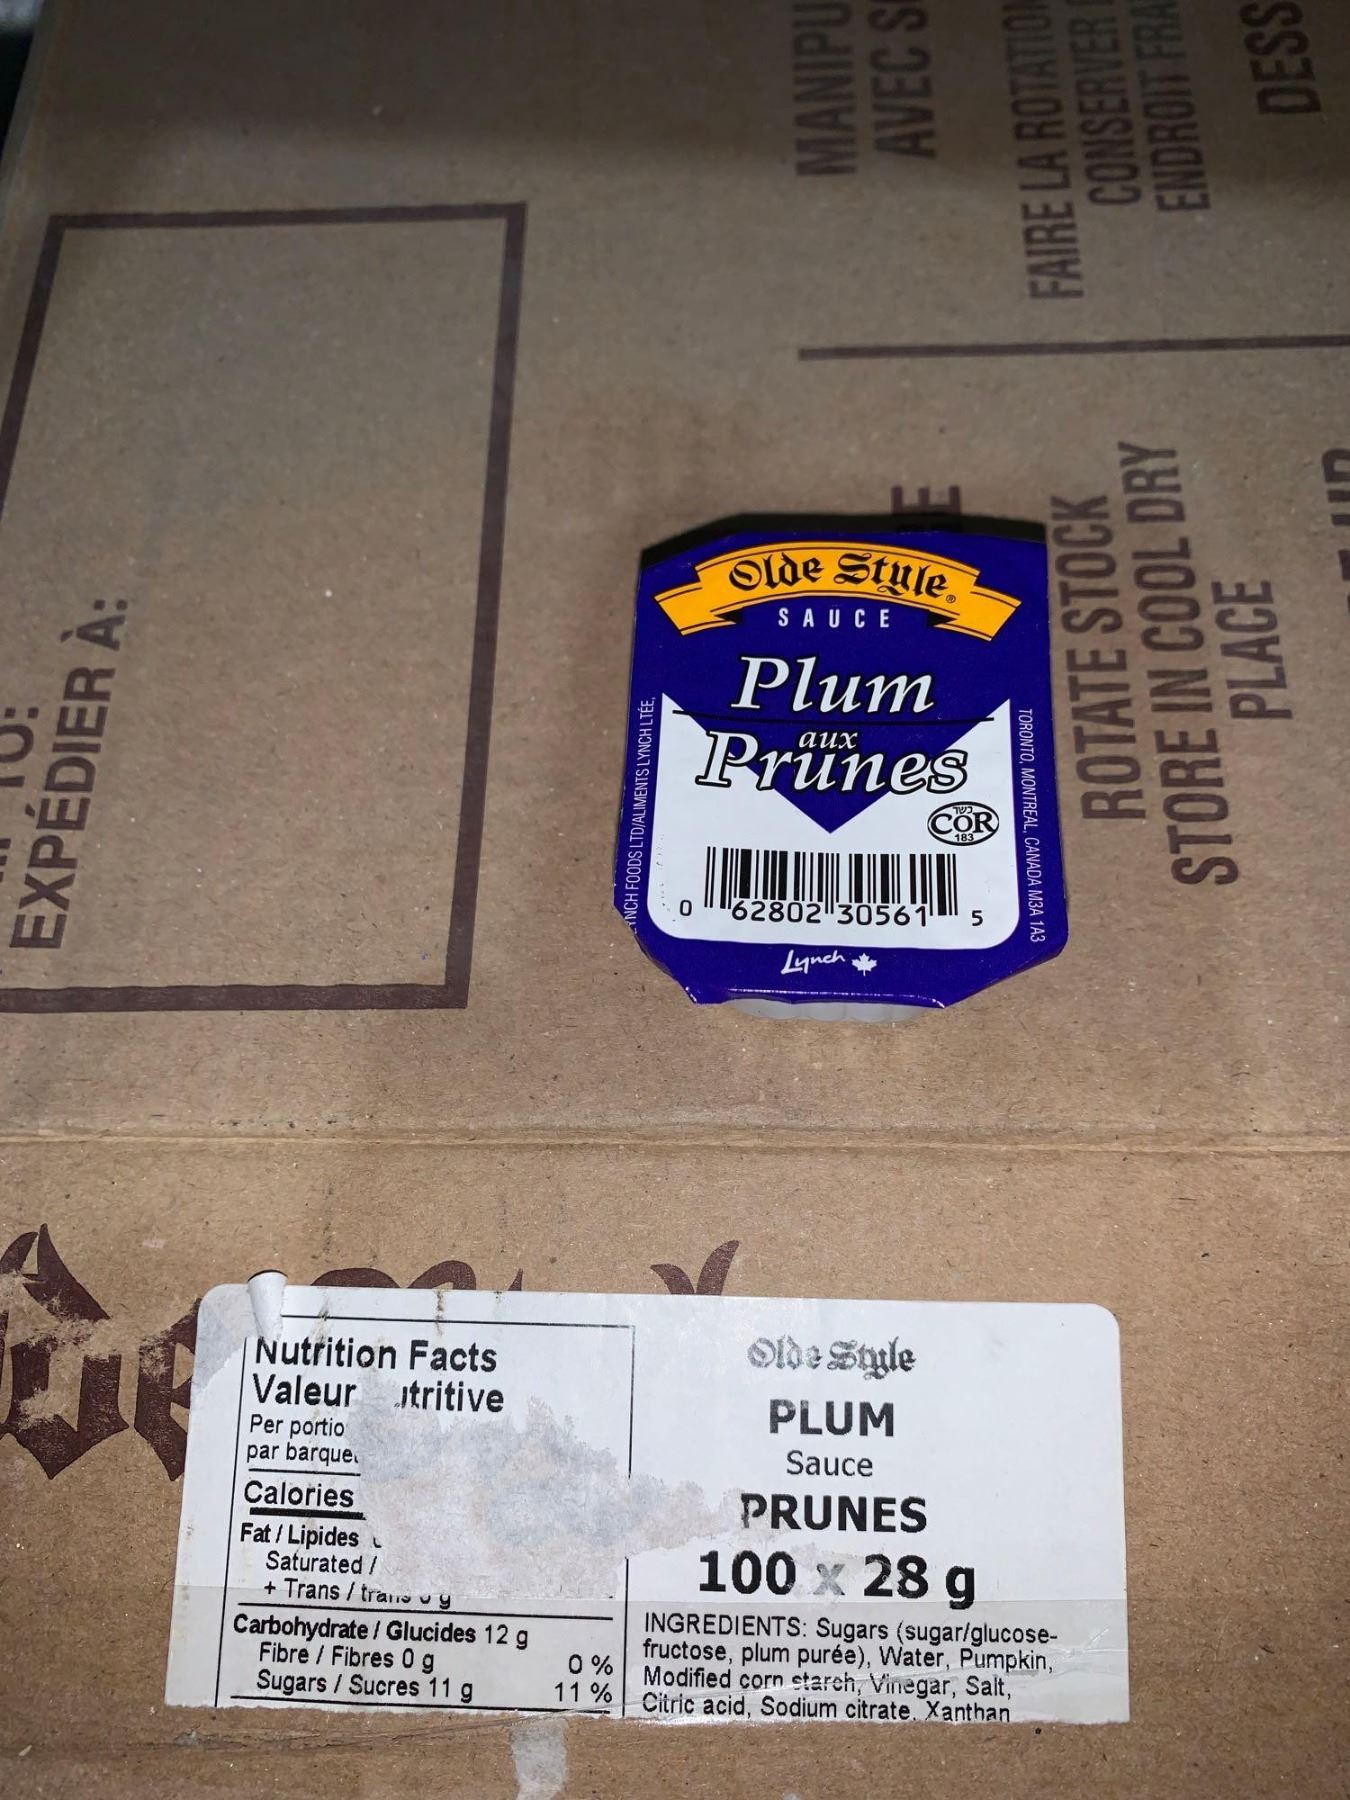 MANIPU
AVEC S
FAIRE LA ROTATION
CONSERVER
ENDROIT FRA
DESS
TO:
EXPÉDIER À:
ROTATE STOCK
STORE IN COOL DRY
PLACE
Olde Style®
SAUCE
Plum
aux
Prunes
LYNCH FOODS LTD/ALIMENTS LYNCH LTÉE,
TORONTO, MONTREAL, CANADA M3A 1A3
כשר
COR
183
0 62802 30561 5
Lynch
Nutrition Facts
Valeur utritive
Per portio
par barque
Calories
Fat / Lipides
Saturated /
+ Trans / trans 0 g
Carbohydrate / Glucides 12 g
Fibre / Fibres 0 g 0 %
Sugars / Sucres 11 g 11 %
Olde Style
PLUM
Sauce
PRUNES
100 x 28 g
INGREDIENTS: Sugars (sugar/glucose-
fructose, plum purée), Water, Pumpkin,
Modified corn starch, Vinegar, Salt,
Citric acid, Sodium citrate, Xanthan